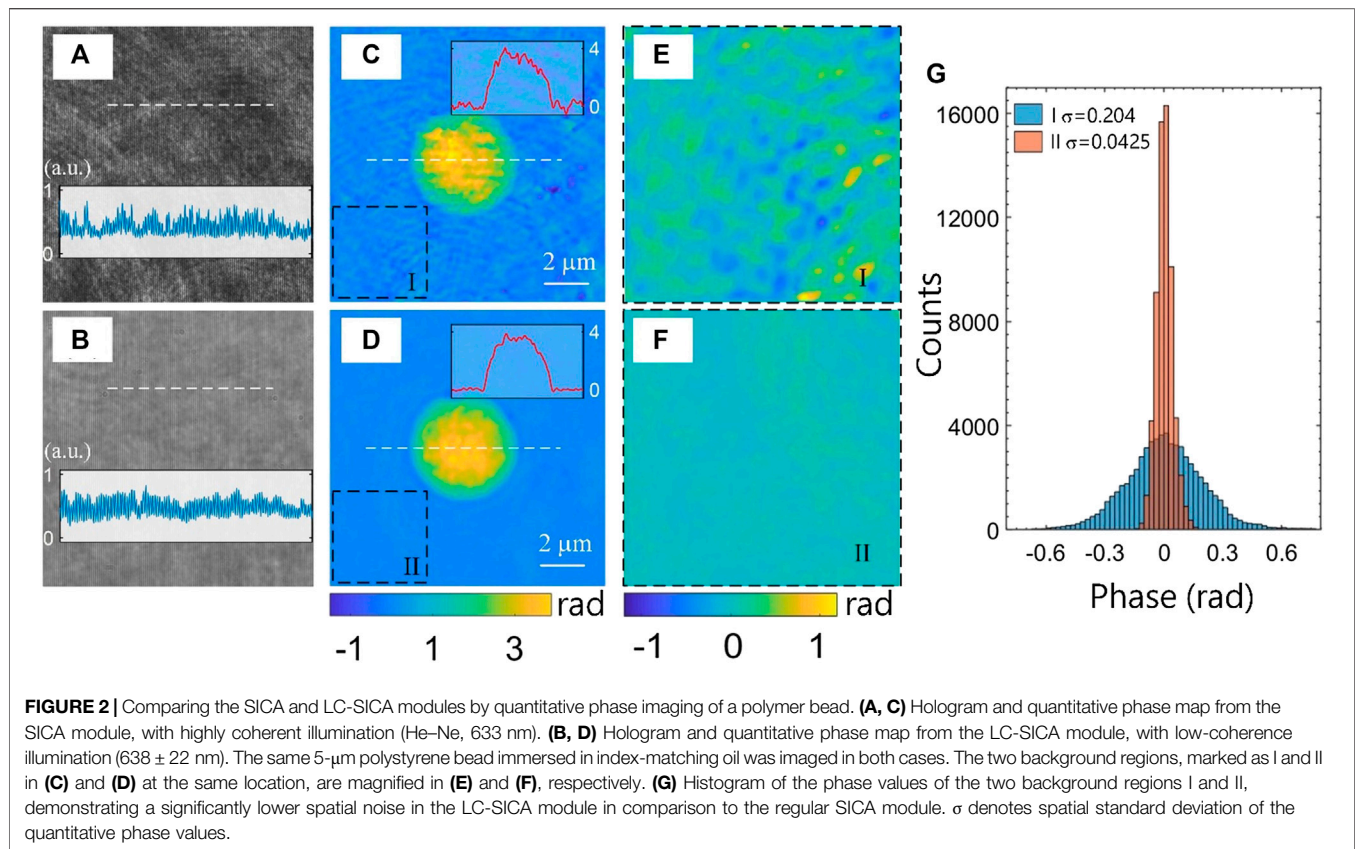 A
(a.u.)
1
0
B
(a.u.)
1
0
C
4
0
I
2 μm
D
4
0
II
2 μm
rad
-1 1 3
E
I
F
II
rad
-1 0 1
G
I σ=0.204
II σ=0.0425
16000
12000
8000
4000
0
Counts
-0.6 -0.3 0 0.3 0.6
Phase (rad)
FIGURE 2 | Comparing the SICA and LC-SICA modules by quantitative phase imaging of a polymer bead. (A, C) Hologram and quantitative phase map from the
SICA module, with highly coherent illumination (He–Ne, 633 nm). (B, D) Hologram and quantitative phase map from the LC-SICA module, with low-coherence
illumination (638 ± 22 nm). The same 5-μm polystyrene bead immersed in index-matching oil was imaged in both cases. The two background regions, marked as I and II
in (C) and (D) at the same location, are magnified in (E) and (F), respectively. (G) Histogram of the phase values of the two background regions I and II,
demonstrating a significantly lower spatial noise in the LC-SICA module in comparison to the regular SICA module. σ denotes spatial standard deviation of the
quantitative phase values.